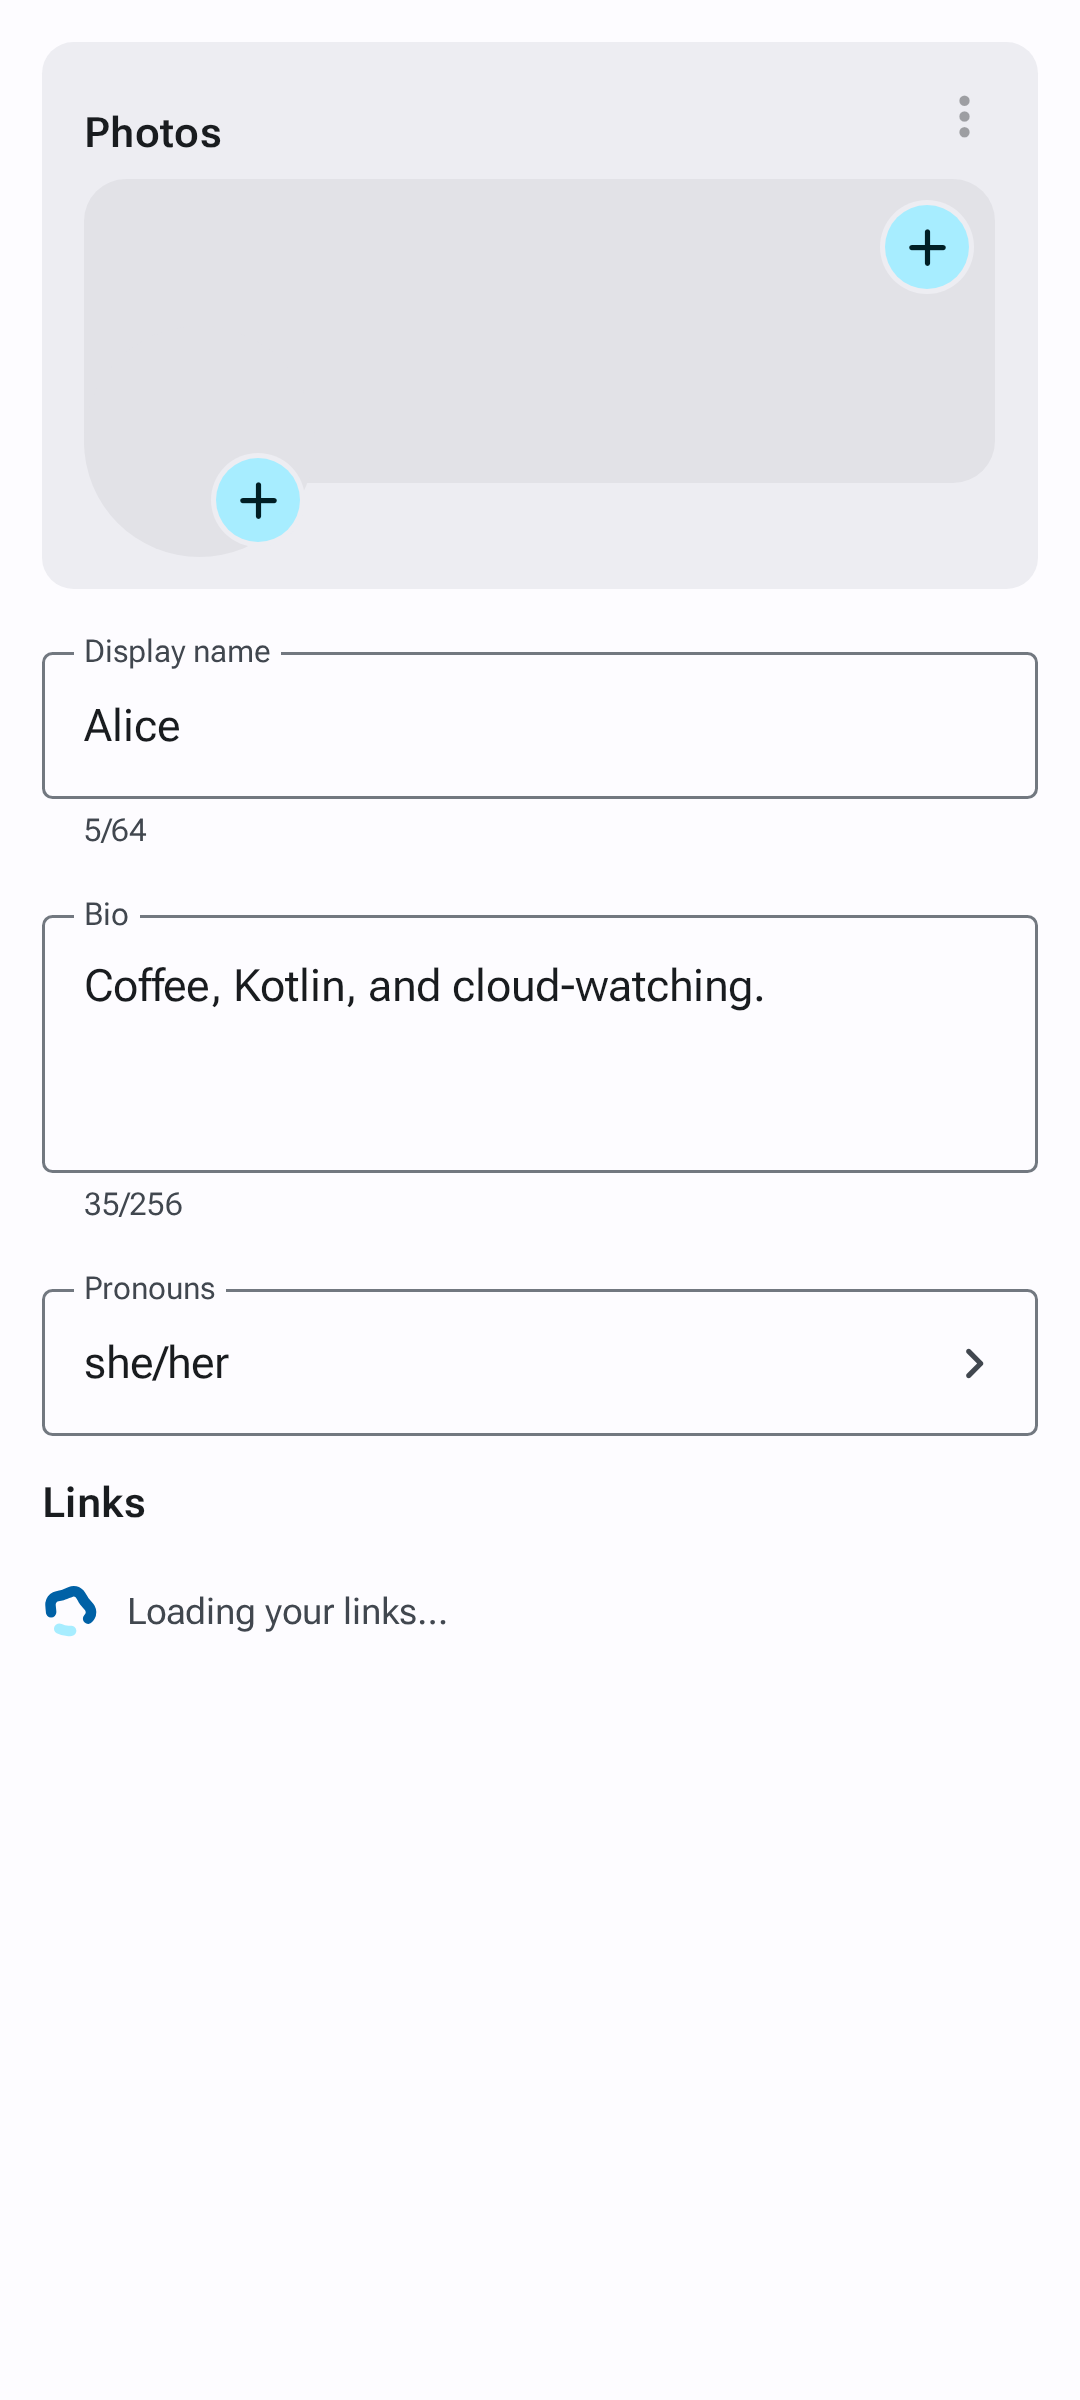 Photos
Display name
Alice
5/64
Bio
Coffee, Kotlin, and cloud-watching.
35/256
Pronouns
she/her
Links
Loading your links...